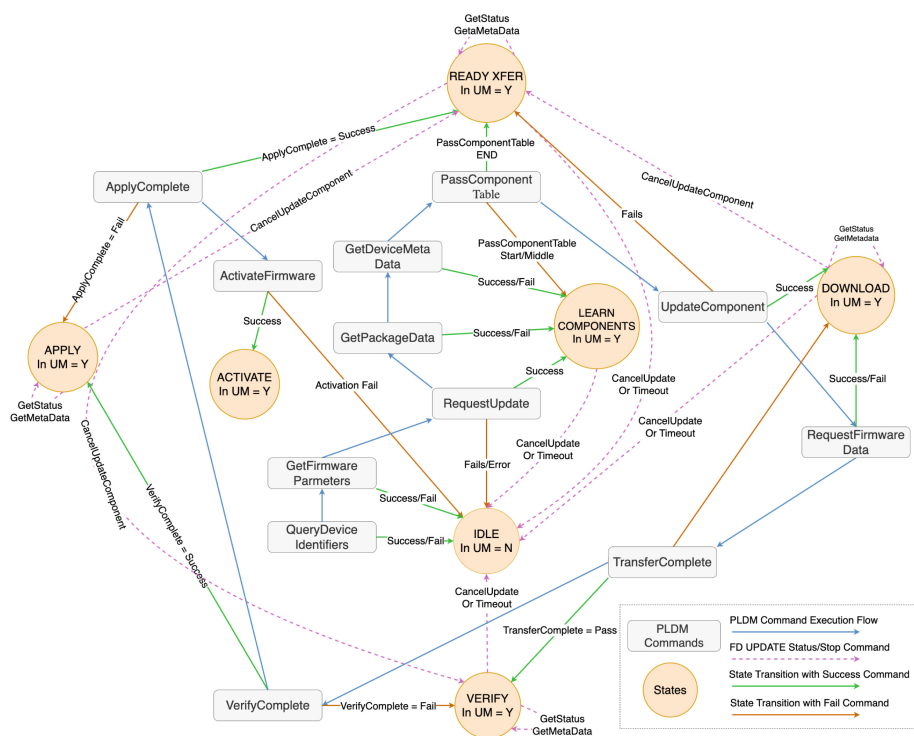 GetStatus
GetaMetaData
READY XFER
In UM = Y
ApplyComplete = Success
PassComponentTable
END
ApplyComplete
PassComponent
Table
CancelUpdateComponent
CancelUpdateComponent
Fails
GetStatus
GetMetadata
ApplyComplete = Fail
GetDeviceMeta
Data
PassComponentTable
Start/Middle
ActivateFirmware
Success/Fail
UpdateComponent
Success
DOWNLOAD
In UM = Y
LEARN
COMPONENTS
In UM = Y
Success
GetPackageData
Success/Fail
APPLY
In UM = Y
ACTIVATE
In UM = Y
Activation Fail
Success
CancelUpdate
Or Timeout
Success/Fail
GetStatus
GetMetaData
RequestUpdate
CancelUpdate
Or Timeout
RequestFirmware
Data
CancelUpdateComponent
Fails/Error
CancelUpdate
Or Timeout
GetFirmware
Parmeters
Success/Fail
VerifyComplete = Success
QueryDevice
Identifiers
Success/Fail
IDLE
In UM = N
TransferComplete
CancelUpdate
Or Timeout
TransferComplete = Pass
PLDM
Commands
PLDM Command Execution Flow
FD UPDATE Status/Stop Command
States
State Transition with Success Command
State Transition with Fail Command
VerifyComplete
VerifyComplete = Fail
VERIFY
In UM = Y
GetStatus
GetMetaData